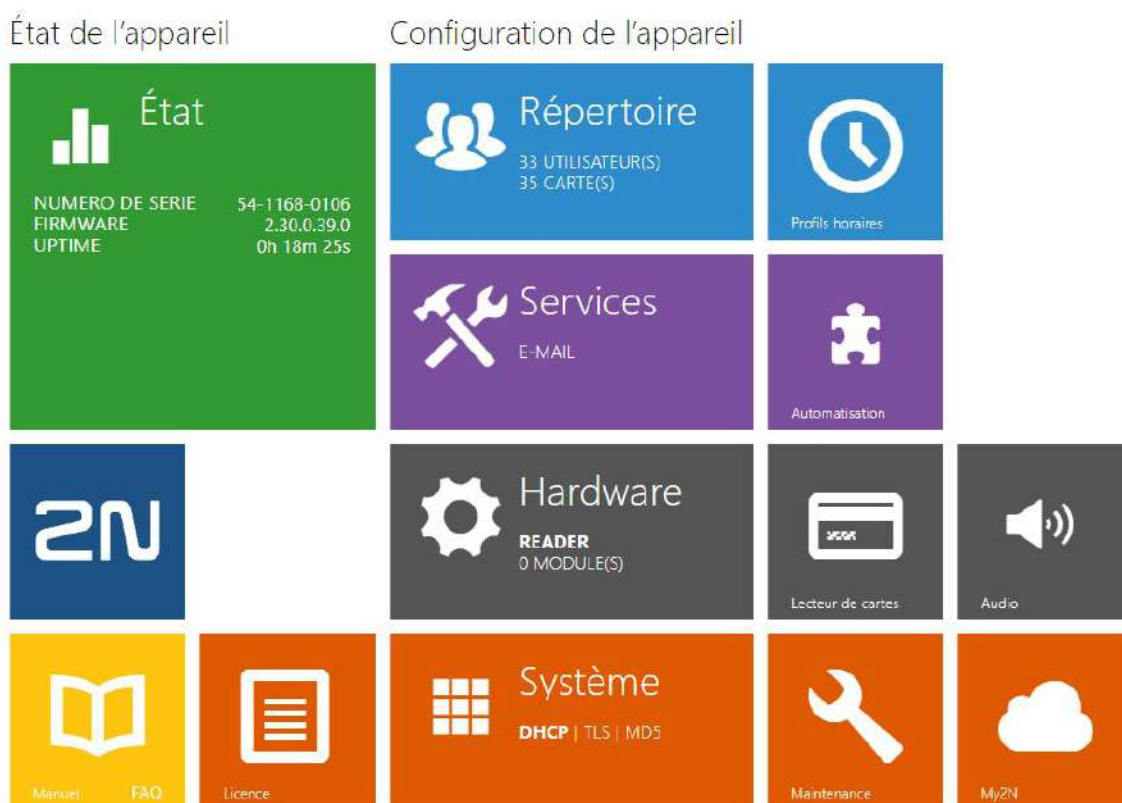 État de l'appareil
Configuration de l'appareil
État
NUMERO DE SERIE 54-1168-0106
FIRMWARE 2.30.0.39.0
UPTIME 0h 18m 25s
Répertoire
33 UTILISATEUR(S)
35 CARTE(S)
Profils horaires
Services
E-MAIL
Automatisation
2N
Hardware
READER
0 MODULE(S)
Lecteur de cartes
Audio
Manuel FAQ
Licence
Système
DHCP | TLS | MD5
Maintenance
My2N